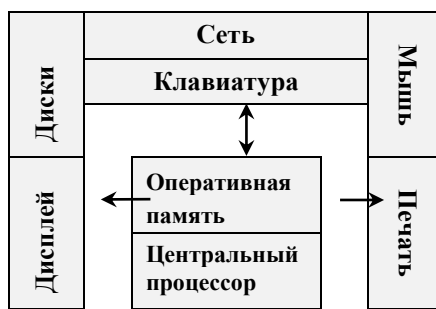 Сеть
Клавиатура
Диски
Мышь
Дисплей
Оперативная
память
Центральный
процессор
Печать